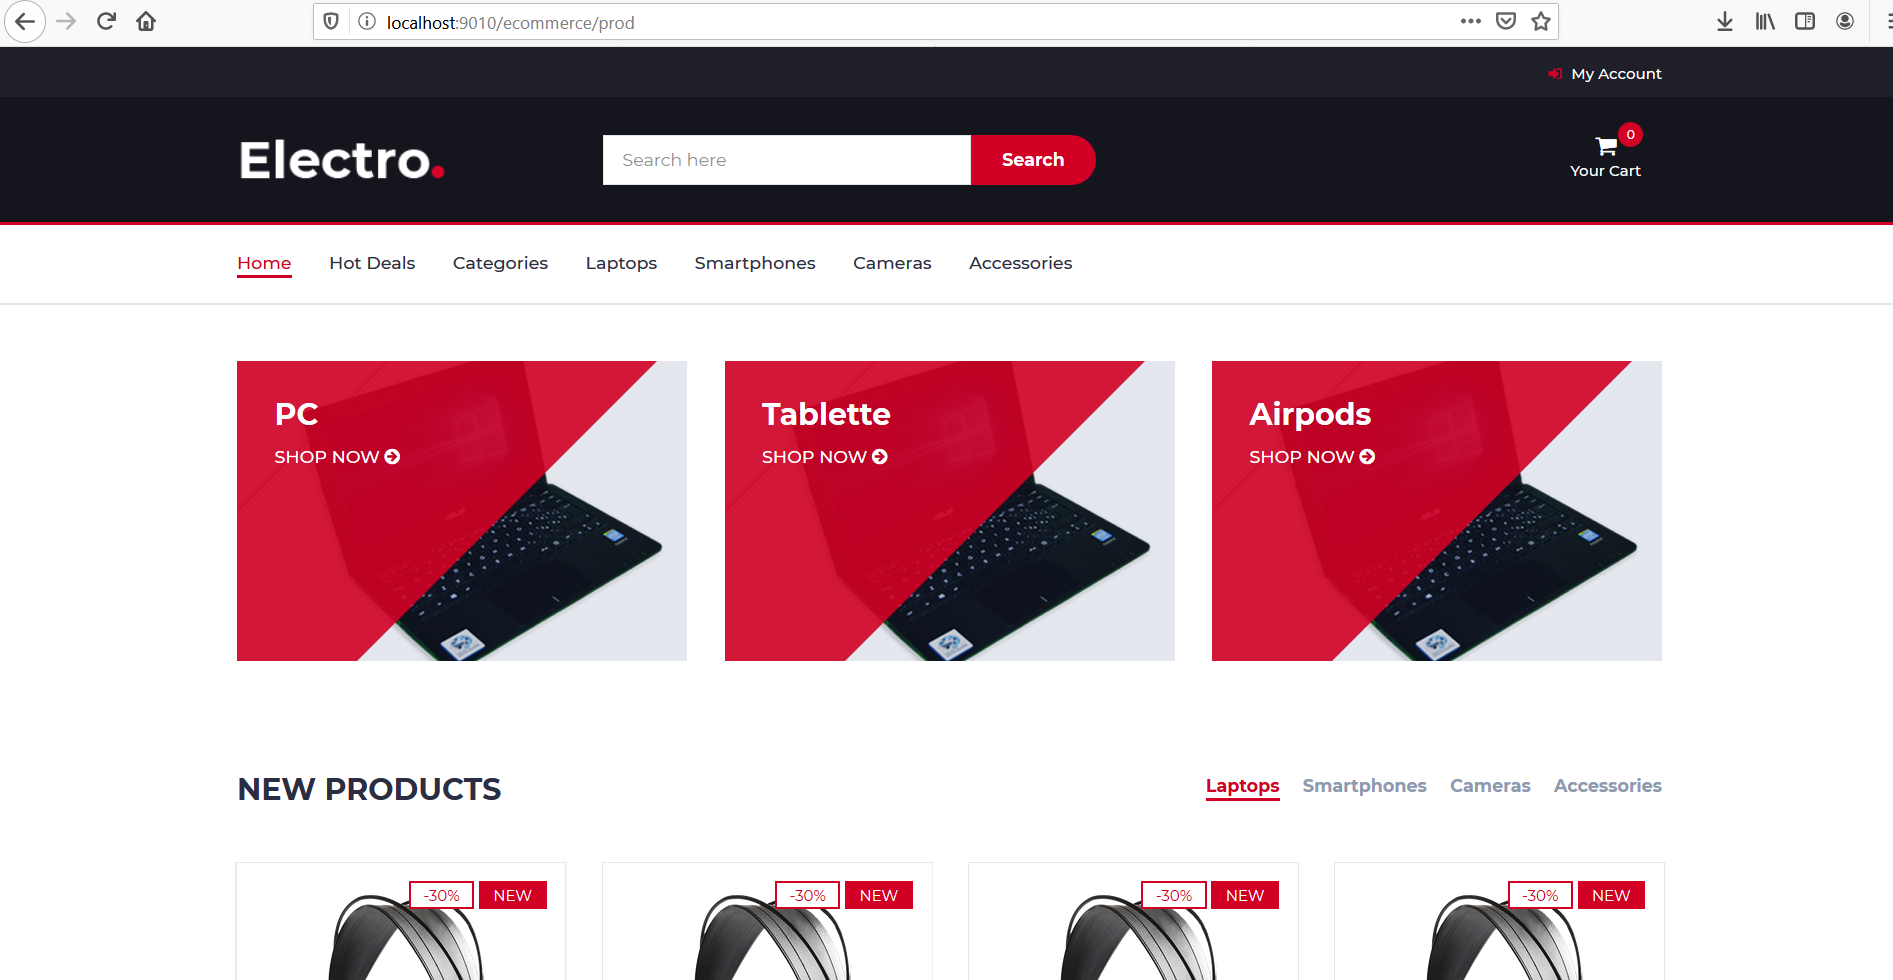 localhost:9010/ecommerce/prod
My Account
Electro.
Search here
Search
0
Your Cart
Home Hot Deals Categories Laptops Smartphones Cameras Accessories
PC
SHOP NOW
Tablette
SHOP NOW
Airpods
SHOP NOW
NEW PRODUCTS
Laptops Smartphones Cameras Accessories
-30% NEW
-30% NEW
-30% NEW
-30% NEW